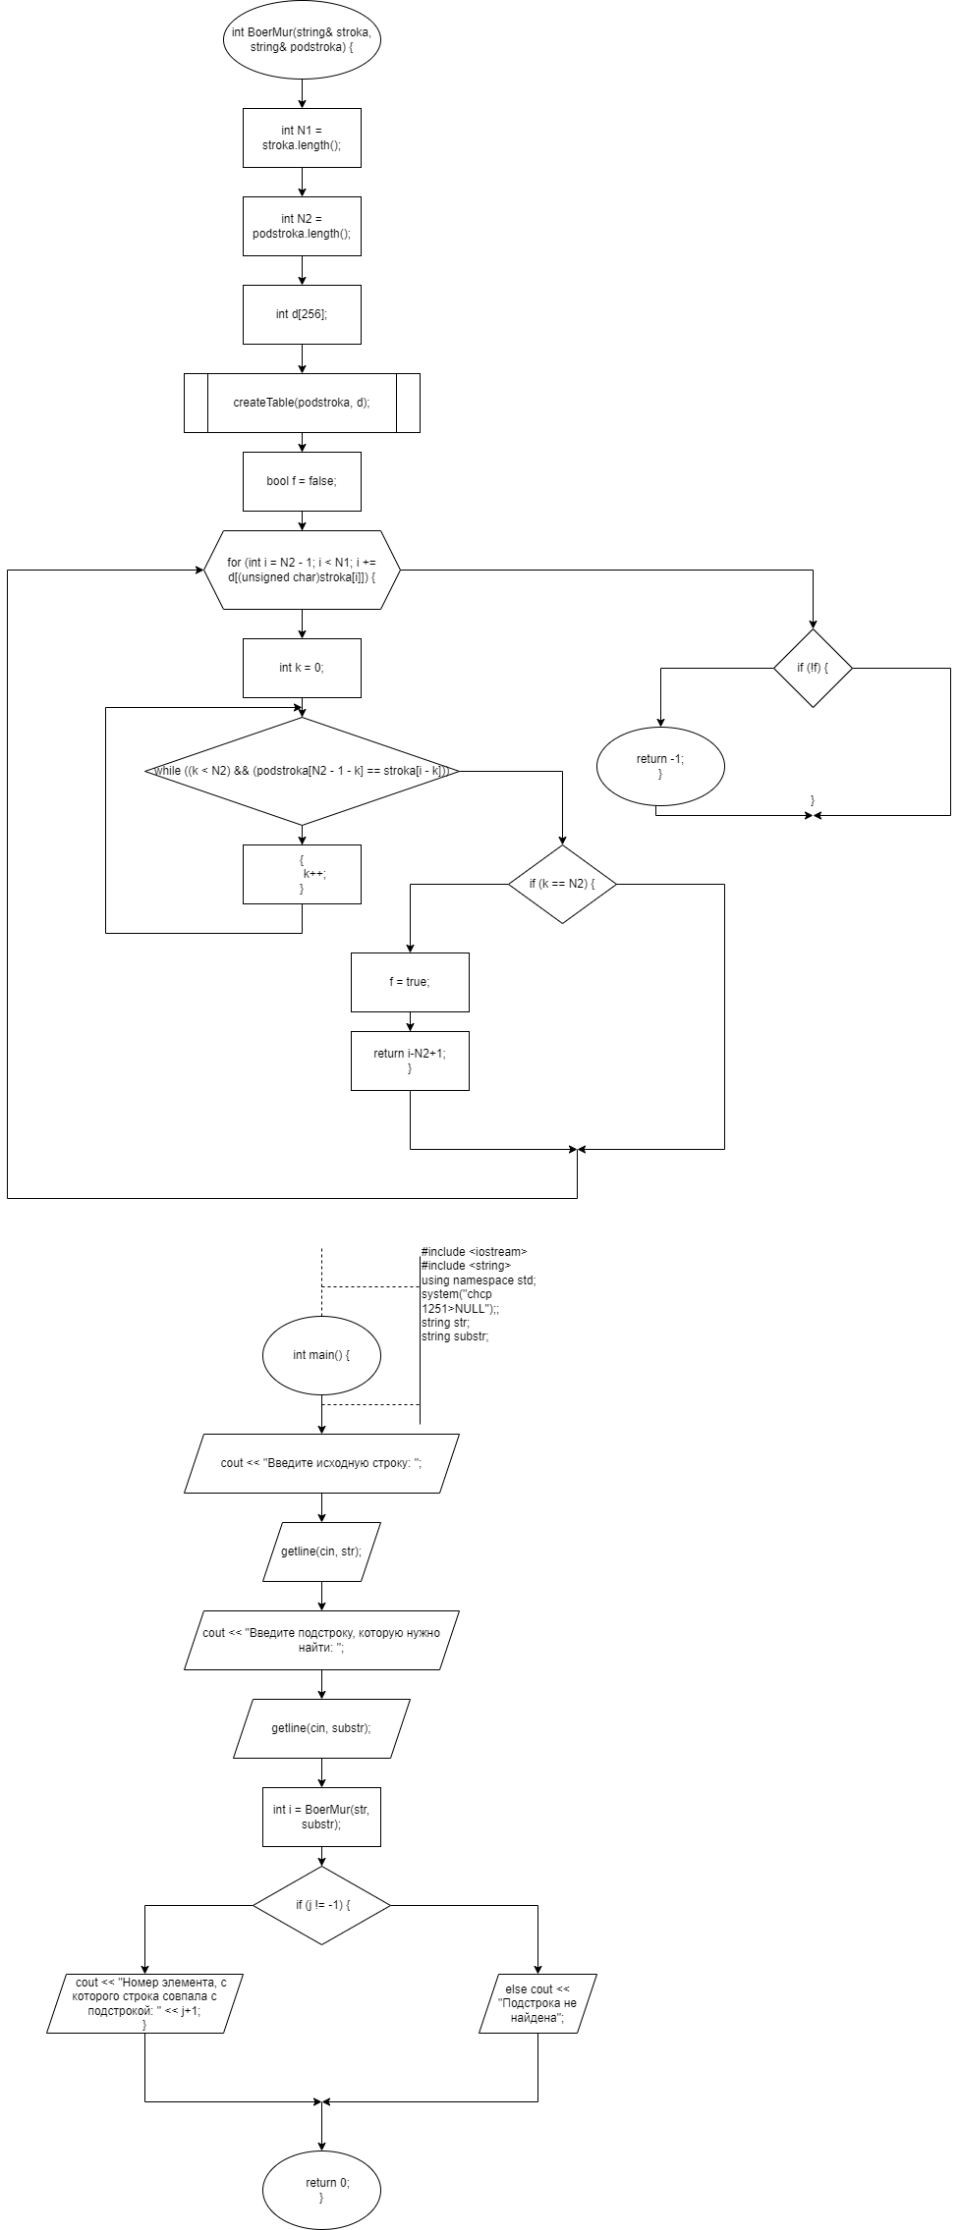 int BoerMur(string& stroka,
string& podstroka) {
int N1 =
stroka.length();
int N2 =
podstroka.length();
int d[256];
createTable(podstroka, d);
bool f = false;
for (int i = N2 - 1; i < N1; i +=
d[(unsigned char)stroka[i]]) {
int k = 0;
if (!f) {
while ((k < N2) && (podstroka[N2 - 1 - k] == stroka[i - k]))
return -1;
}
}
{
k++;
}
if (k == N2) {
f = true;
return i-N2+1;
}
#include <iostream>
#include <string>
using namespace std;
system("chcp
1251>NULL");;
string str;
string substr;
int main() {
cout << "Введите исходную строку: ";
getline(cin, str);
cout << "Введите подстроку, которую нужно
найти: ";
getline(cin, substr);
int i = BoerMur(str,
substr);
if (j != -1) {
cout << "Номер элемента, с
которого строка совпала с
подстрокой: " << j+1;
}
else cout <<
"Подстрока не
найдена";
return 0;
}